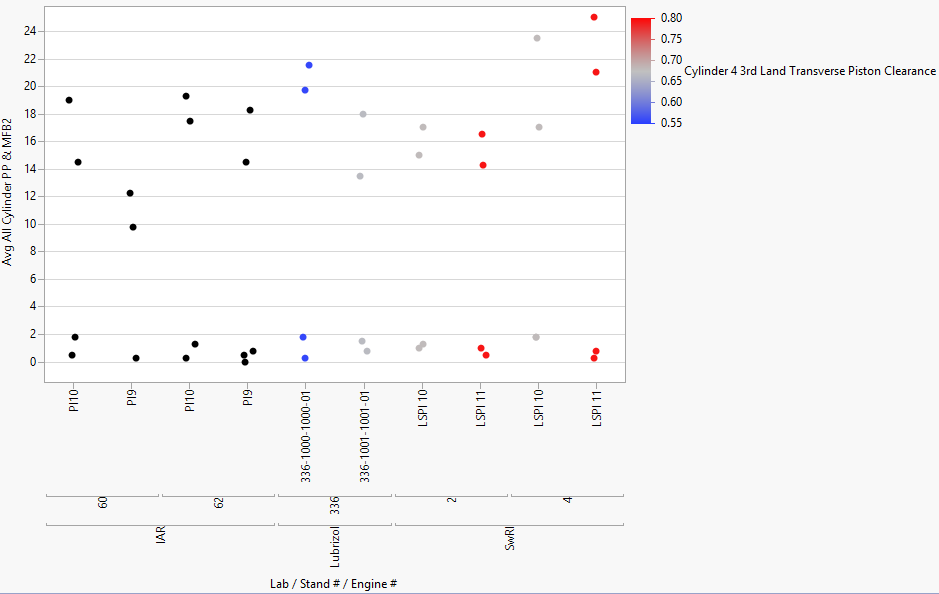 Avg All Cylinder PP & MFB2
24
22
20
18
16
14
12
10
8
6
4
2
0
0.80
0.75
0.70
0.65
0.60
0.55
Cylinder 4 3rd Land Transverse Piston Clearance
PI10
PI9
PI10
PI9
336-1000-1000-01
336-1001-1001-01
LSPI 10
LSPI 11
LSPI 10
LSPI 11
60
62
336
2
4
IAR
Lubrizol
SwRI
Lab / Stand # / Engine #